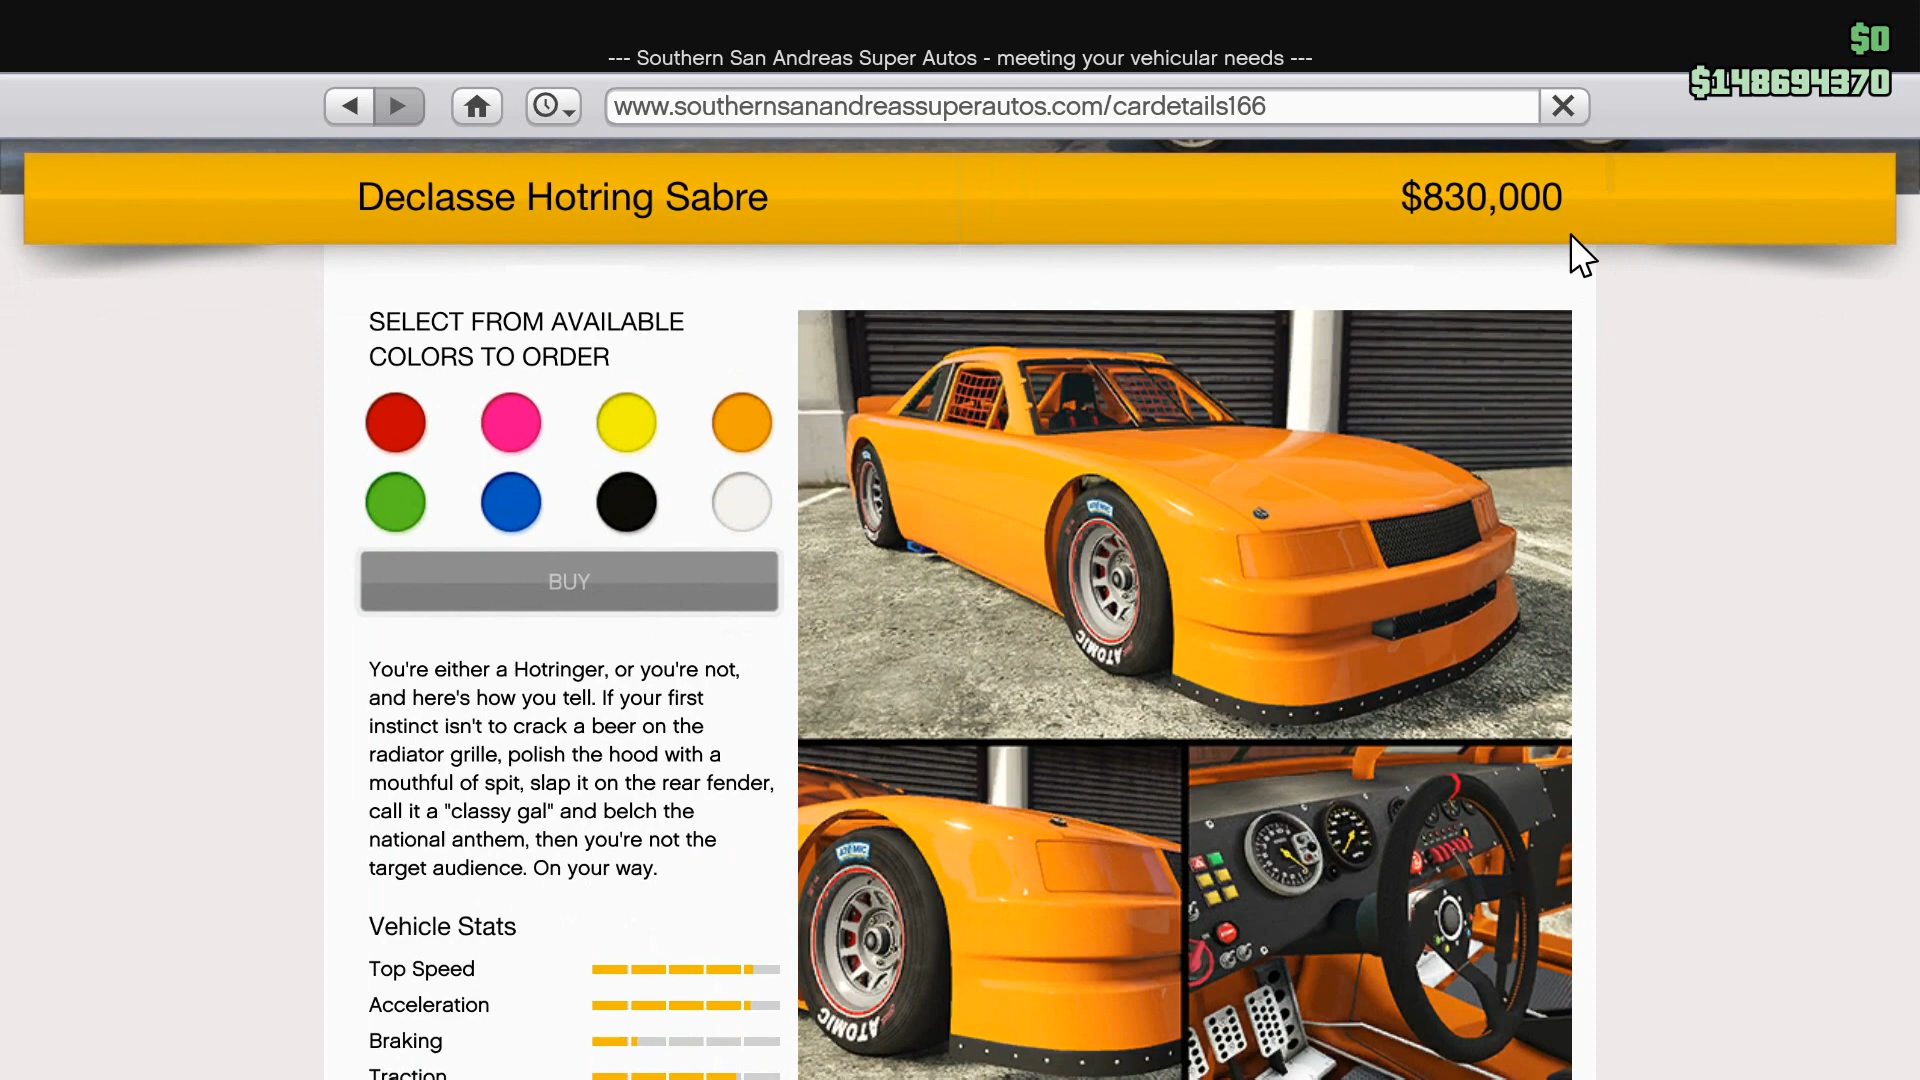 --- Southern San Andreas Super Autos - meeting your vehicular needs ---
$0
$148694370
www.southernsanandreassuperautos.com/cardetails166
Declasse Hotring Sabre
$830,000
SELECT FROM AVAILABLE
COLORS TO ORDER
BUY
You're either a Hotringer, or you're not,
and here's how you tell. If your first
instinct isn't to crack a beer on the
radiator grille, polish the hood with a
mouthful of spit, slap it on the rear fender,
call it a "classy gal" and belch the
national anthem, then you're not the
target audience. On your way.
Vehicle Stats
Top Speed
Acceleration
Braking
Traction
ATOMIC
ATOMIC
ATOMIC
ATOMIC